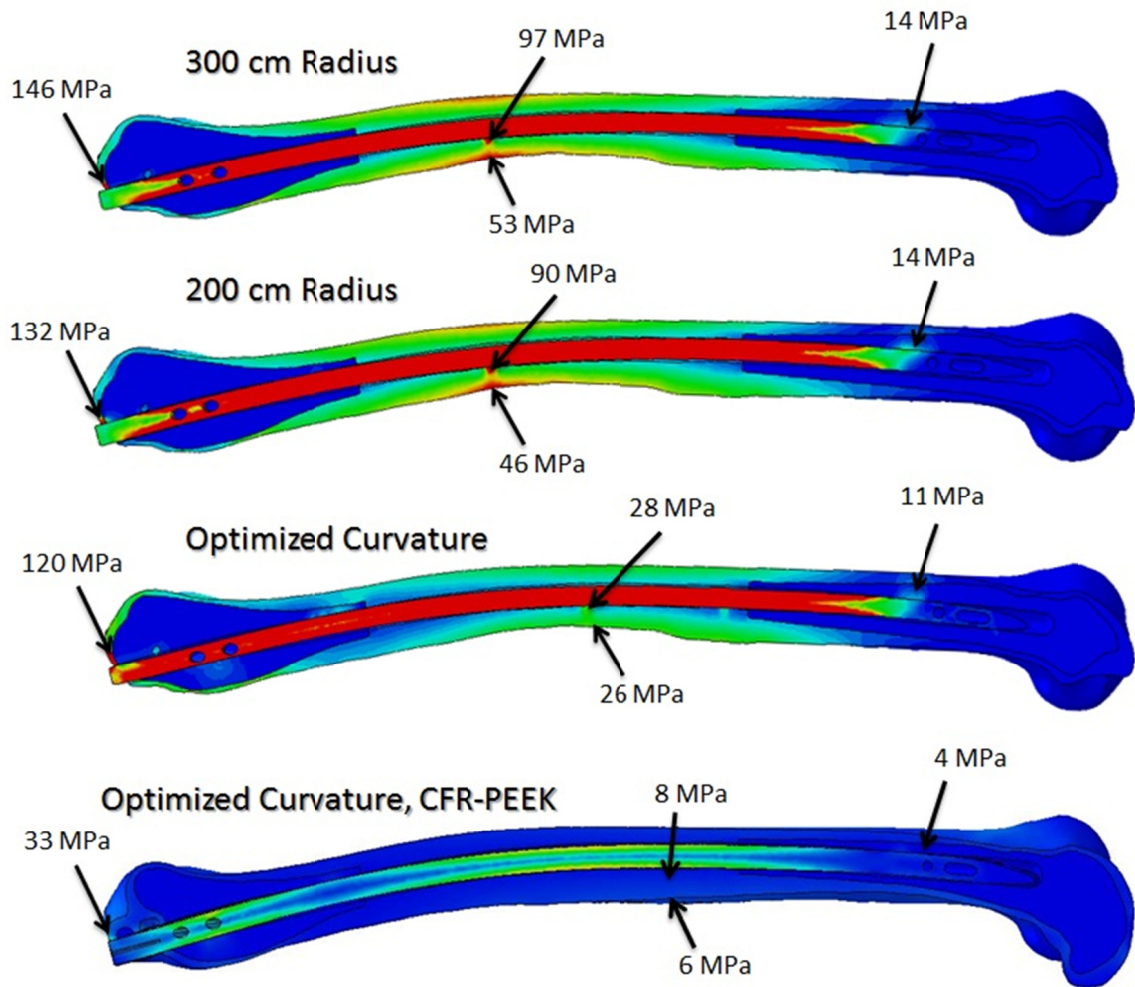 300 cm Radius
146 MPa
97 MPa
14 MPa
53 MPa
200 cm Radius
132 MPa
90 MPa
14 MPa
46 MPa
Optimized Curvature
120 MPa
28 MPa
11 MPa
26 MPa
Optimized Curvature, CFR-PEEK
33 MPa
8 MPa
4 MPa
6 MPa